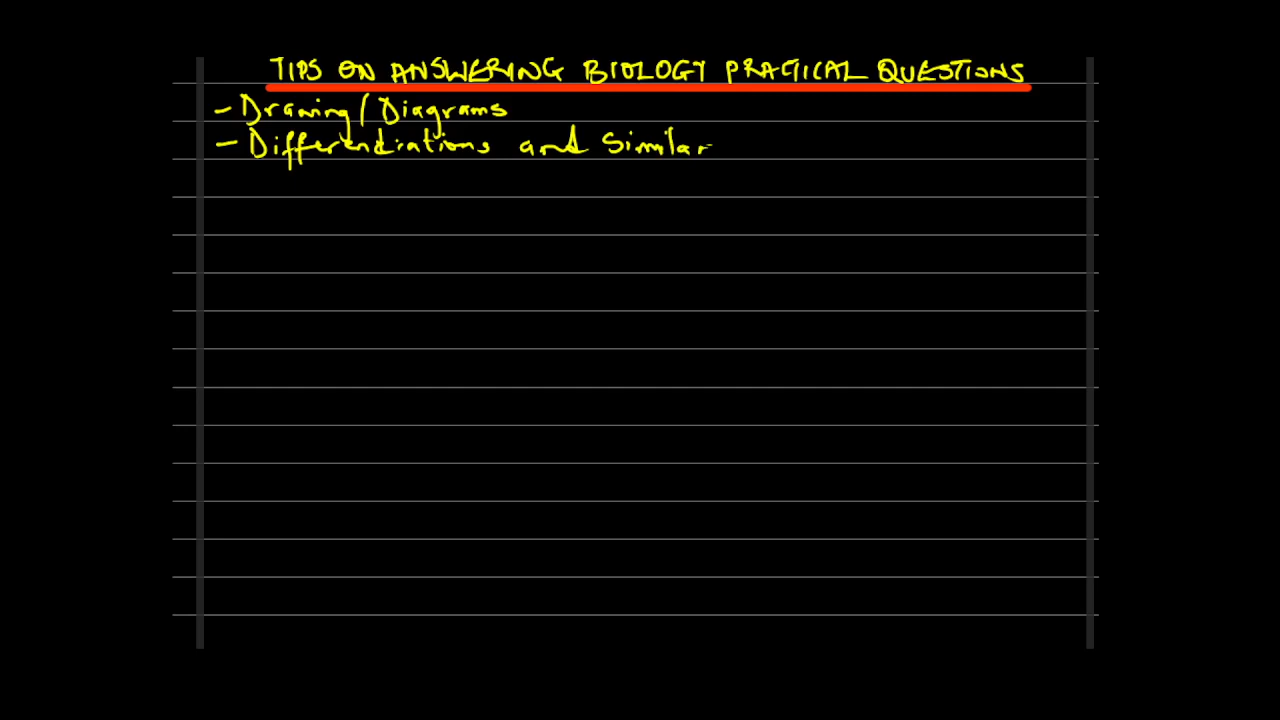 TIPS ON ANSWERING BIOLOGY PRACTICAL QUESTIONS
- Drawing/Diagrams
- Differentiations and Similar